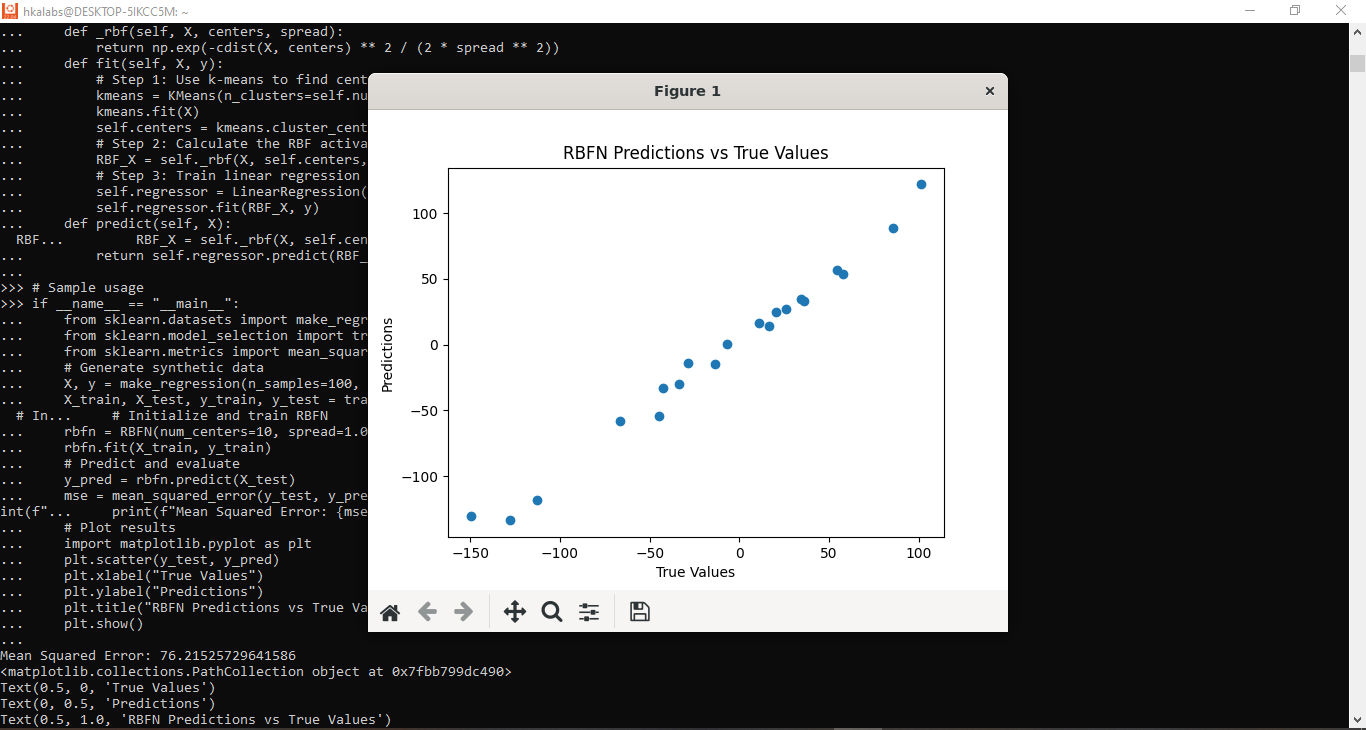 hkalabs@DESKTOP-5IKCC5M: ~
...     def _rbf(self, X, centers, spread):
...         return np.exp(-cdist(X, centers) ** 2 / (2 * spread ** 2))
...     def fit(self, X, y):
...         # Step 1: Use k-means to find cent
...         kmeans = KMeans(n_clusters=self.nu
...         kmeans.fit(X)
...         self.centers = kmeans.cluster_cent
...         # Step 2: Calculate the RBF activa
...         RBF_X = self._rbf(X, self.centers,
...         # Step 3: Train linear regression
...         self.regressor = LinearRegression(
...         self.regressor.fit(RBF_X, y)
...     def predict(self, X):
  RBF...         RBF_X = self._rbf(X, self.cen
...         return self.regressor.predict(RBF_
...
>>> # Sample usage
>>> if __name__ == "__main__":
...     from sklearn.datasets import make_regr
...     from sklearn.model_selection import tr
...     from sklearn.metrics import mean_squar
...     # Generate synthetic data
...     X, y = make_regression(n_samples=100,
...     X_train, X_test, y_train, y_test = tra
  # In...     # Initialize and train RBFN
...     rbfn = RBFN(num_centers=10, spread=1.0
...     rbfn.fit(X_train, y_train)
...     # Predict and evaluate
...     y_pred = rbfn.predict(X_test)
...     mse = mean_squared_error(y_test, y_pre
int(f"...     print(f"Mean Squared Error: {mse
...     # Plot results
...     import matplotlib.pyplot as plt
...     plt.scatter(y_test, y_pred)
...     plt.xlabel("True Values")
...     plt.ylabel("Predictions")
...     plt.title("RBFN Predictions vs True Va
...     plt.show()
...
Mean Squared Error: 76.21525729641586
<matplotlib.collections.PathCollection object at 0x7fbb799dc490>
Text(0.5, 0, 'True Values')
Text(0, 0.5, 'Predictions')
Text(0.5, 1.0, 'RBFN Predictions vs True Values')
Figure 1
RBFN Predictions vs True Values
Predictions
100
50
0
−50
−100
−150 −100 −50 0 50 100
True Values